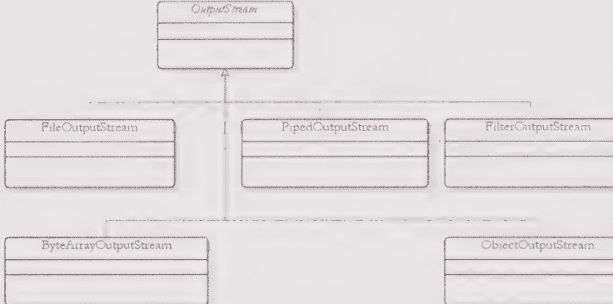 OutputStream
FileOutputStream
PipedOutputStream
FilterOutputStream
ByteArrayOutputStream
ObjectOutputStream